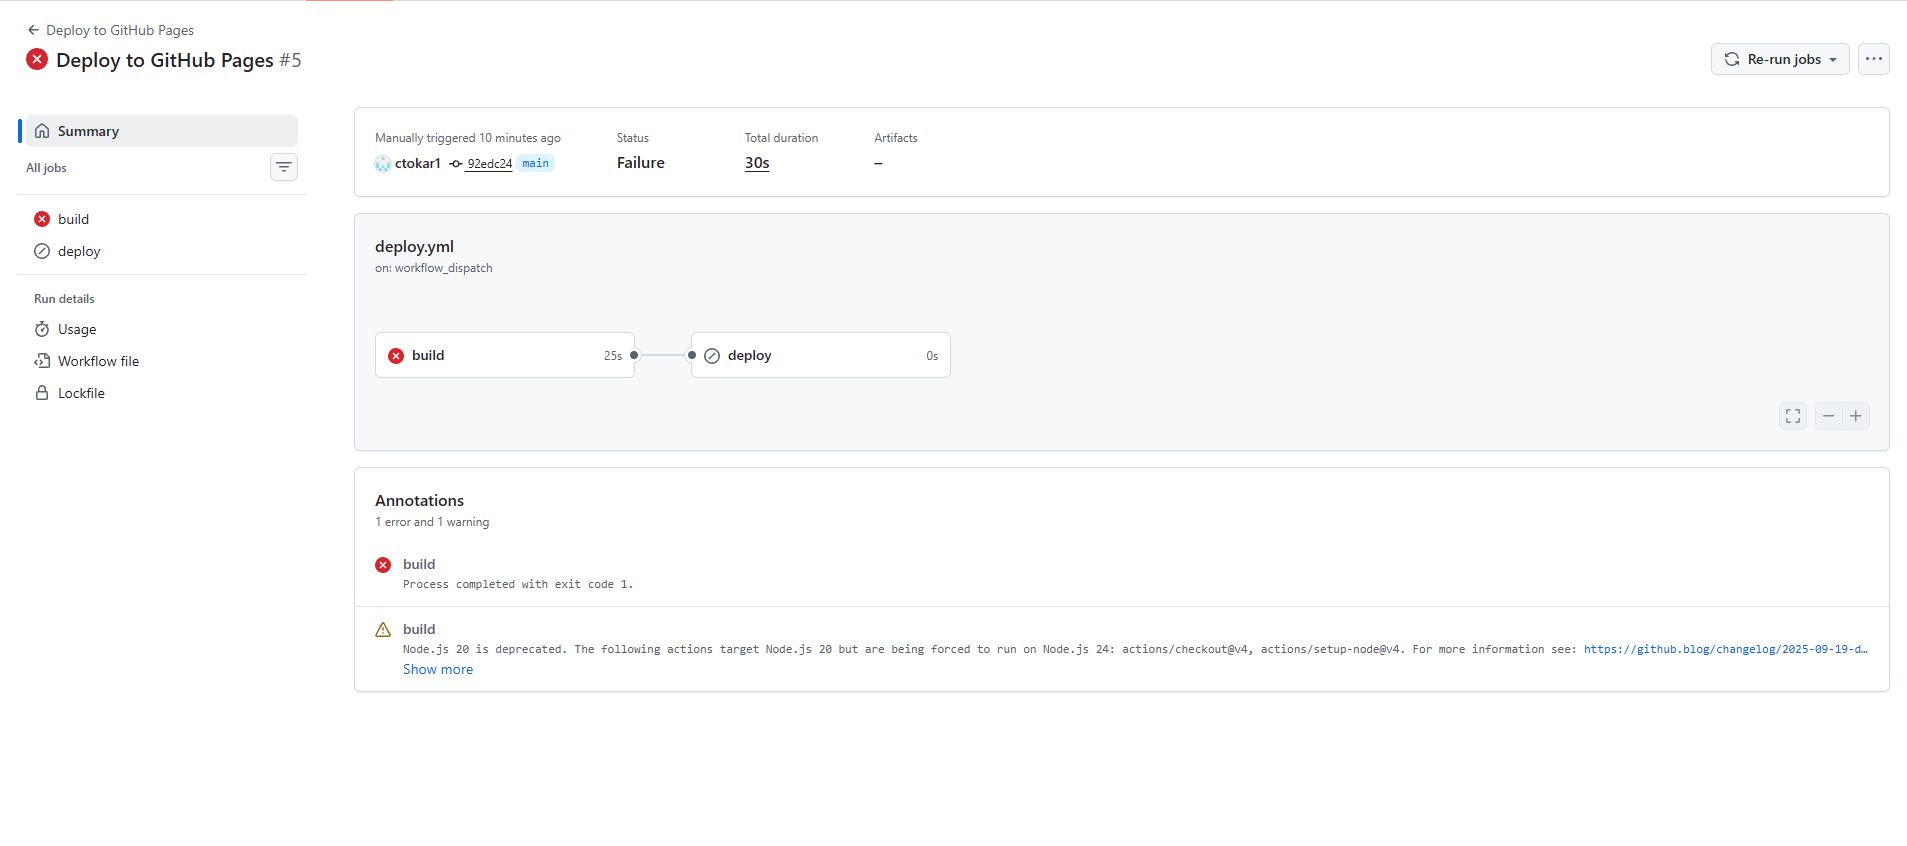 Deploy to GitHub Pages
Deploy to GitHub Pages #5
Re-run jobs
Summary
All jobs
build
deploy
Run details
Usage
Workflow file
Lockfile
Manually triggered 10 minutes ago
ctokar1 92edc24 main
Status
Failure
Total duration
30s
Artifacts
–
deploy.yml
on: workflow_dispatch
build 25s
deploy 0s
Annotations
1 error and 1 warning
build
Process completed with exit code 1.
build
Node.js 20 is deprecated. The following actions target Node.js 20 but are being forced to run on Node.js 24: actions/checkout@v4, actions/setup-node@v4. For more information see: https://github.blog/changelog/2025-09-19-d…
Show more